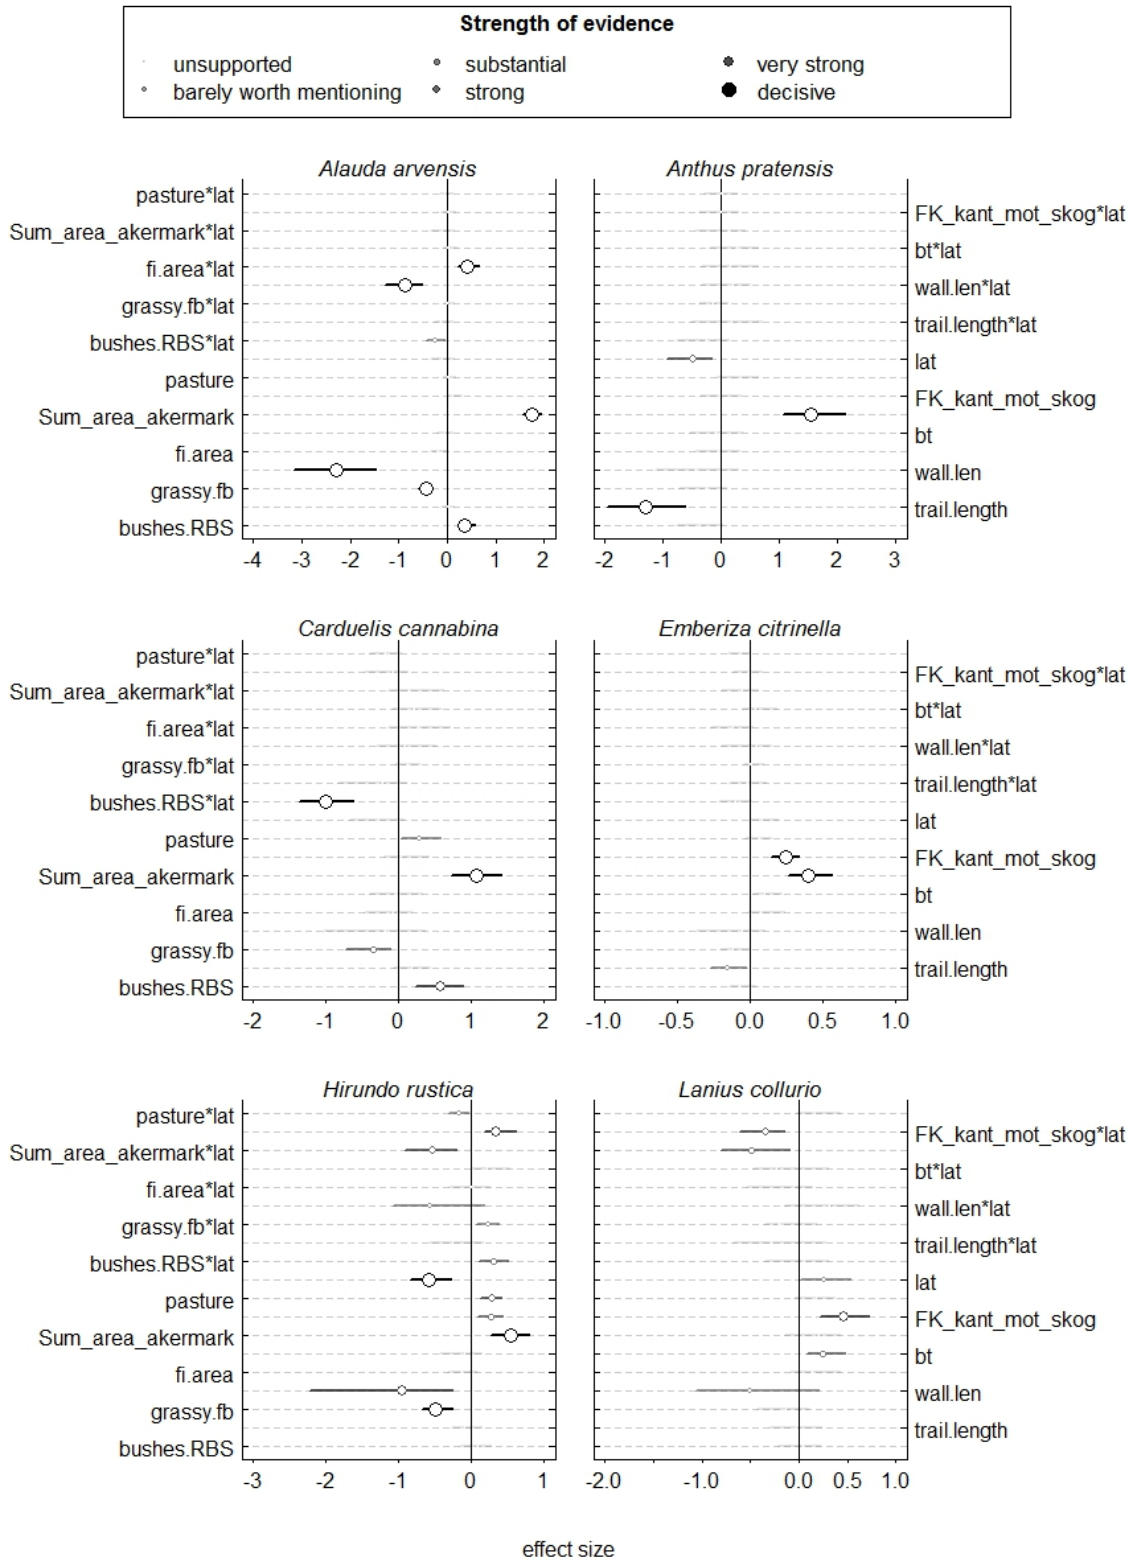 Strength of evidence
unsupported substantial very strong
barely worth mentioning strong decisive
Alauda arvensis Anthus pratensis
pasture*lat
FK_kant_mot_skog*lat
Sum_area_akermark*lat
bt*lat
fi.area*lat
wall.len*lat
grassy.fb*lat
trail.length*lat
bushes.RBS*lat
lat
pasture
FK_kant_mot_skog
Sum_area_akermark
bt
fi.area
wall.len
grassy.fb
trail.length
bushes.RBS
-4 -3 -2 -1 0 1 2 -2 -1 0 1 2 3
Carduelis cannabina Emberiza citrinella
pasture*lat
FK_kant_mot_skog*lat
Sum_area_akermark*lat
bt*lat
fi.area*lat
wall.len*lat
grassy.fb*lat
trail.length*lat
bushes.RBS*lat
lat
pasture
FK_kant_mot_skog
Sum_area_akermark
bt
fi.area
wall.len
grassy.fb
trail.length
bushes.RBS
-2 -1 0 1 2 -1.0 -0.5 0.0 0.5 1.0
Hirundo rustica Lanius collurio
pasture*lat
FK_kant_mot_skog*lat
Sum_area_akermark*lat
bt*lat
fi.area*lat
wall.len*lat
grassy.fb*lat
trail.length*lat
bushes.RBS*lat
lat
pasture
FK_kant_mot_skog
Sum_area_akermark
bt
fi.area
wall.len
grassy.fb
trail.length
bushes.RBS
-3 -2 -1 0 1 -2.0 -1.0 0.0 0.5 1.0
effect size